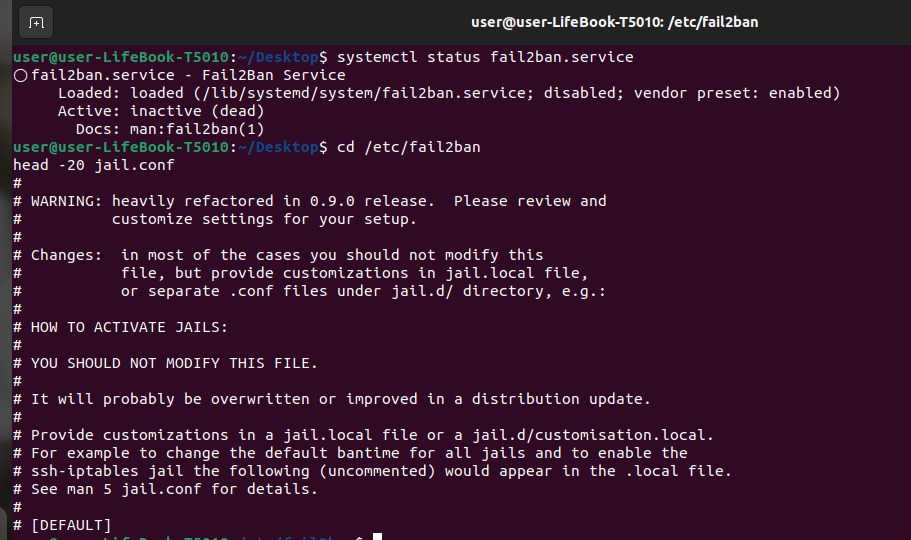 user@user-LifeBook-T5010: /etc/fail2ban
user@user-LifeBook-T5010:~/Desktop$ systemctl status fail2ban.service
○ fail2ban.service - Fail2Ban Service
     Loaded: loaded (/lib/systemd/system/fail2ban.service; disabled; vendor preset: enabled)
     Active: inactive (dead)
       Docs: man:fail2ban(1)
user@user-LifeBook-T5010:~/Desktop$ cd /etc/fail2ban
head -20 jail.conf
#
# WARNING: heavily refactored in 0.9.0 release.  Please review and
#          customize settings for your setup.
#
# Changes:  in most of the cases you should not modify this
#           file, but provide customizations in jail.local file,
#           or separate .conf files under jail.d/ directory, e.g.:
#
# HOW TO ACTIVATE JAILS:
#
# YOU SHOULD NOT MODIFY THIS FILE.
#
# It will probably be overwritten or improved in a distribution update.
#
# Provide customizations in a jail.local file or a jail.d/customisation.local.
# For example to change the default bantime for all jails and to enable the
# ssh-iptables jail the following (uncommented) would appear in the .local file.
# See man 5 jail.conf for details.
#
# [DEFAULT]